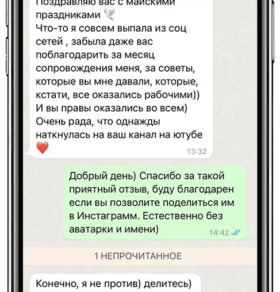 Поздравляю вас с майскими
праздниками 🕊
Что-то я совсем выпала из соц
сетей , забыла даже вас
поблагодарить за месяц
сопровождения меня, за советы,
которые вы мне давали, которые,
кстати, все оказались рабочими))
И вы правы оказались во всем)
Очень рада, что однажды
наткнулась на ваш канал на ютубе
❤️
13:32
Добрый день) Спасибо за такой
приятный отзыв, буду благодарен
если вы позволите поделиться им
в Инстаграмм. Естественно без
аватарки и имени)
14:42
1 НЕПРОЧИТАННОЕ
Конечно, я не против) делитесь)